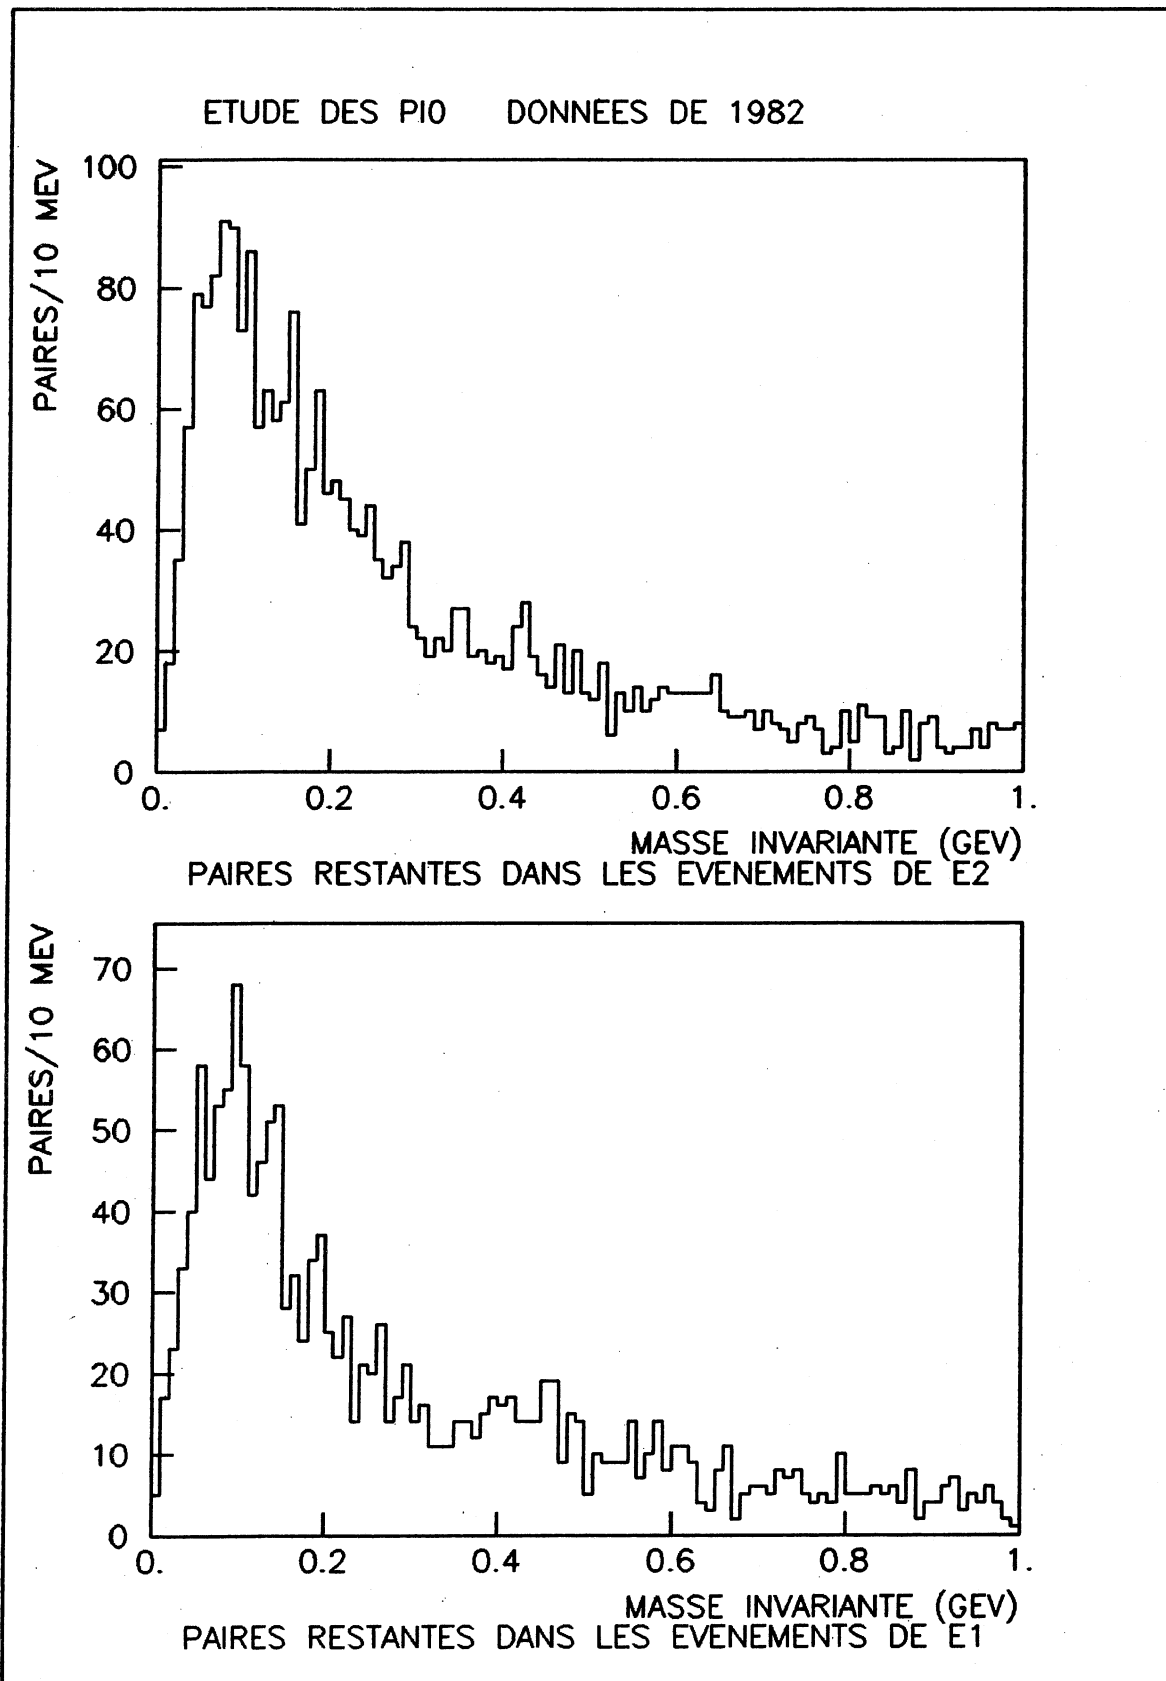 ETUDE DES PI0 DONNEES DE 1982
PAIRES/10 MEV
100
80
60
40
20
0
0. 0.2 0.4 0.6 0.8 1.
MASSE INVARIANTE (GEV)
PAIRES RESTANTES DANS LES EVENEMENTS DE E2
PAIRES/10 MEV
70
60
50
40
30
20
10
0
0. 0.2 0.4 0.6 0.8 1.
MASSE INVARIANTE (GEV)
PAIRES RESTANTES DANS LES EVENEMENTS DE E1